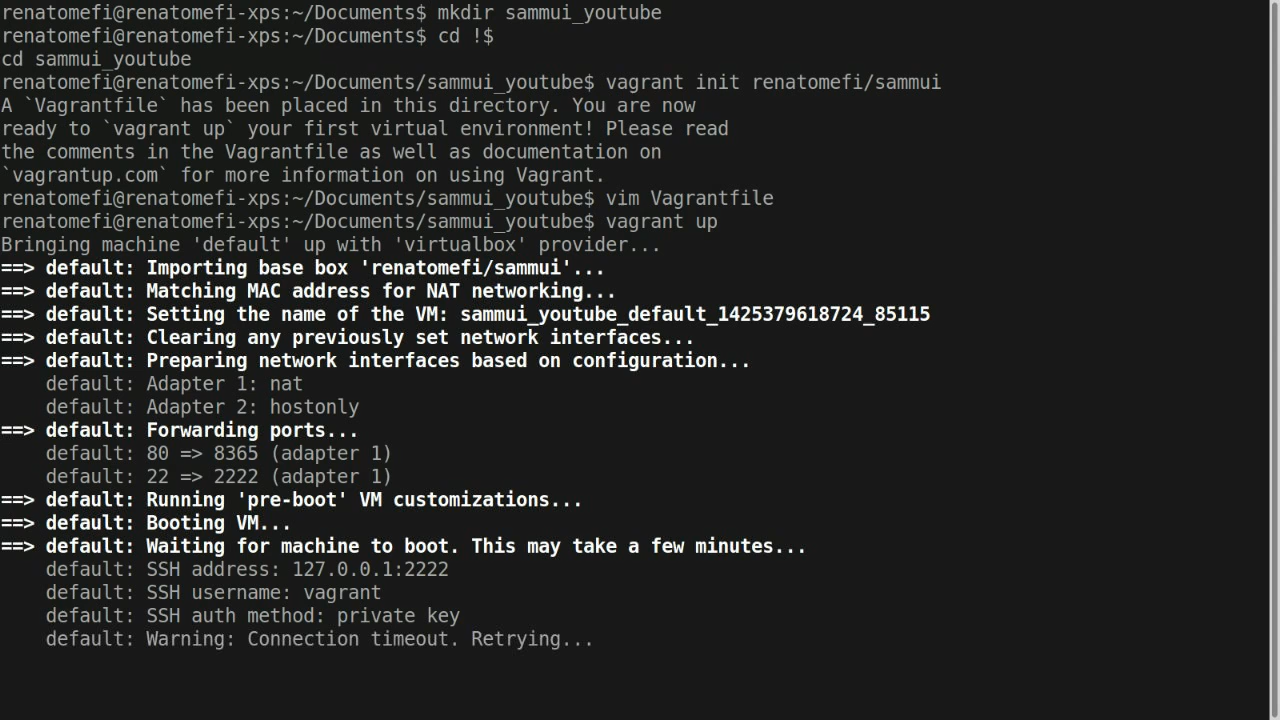 renatomefi@renatomefi-xps:~/Documents$ mkdir sammui_youtube
renatomefi@renatomefi-xps:~/Documents$ cd !$
cd sammui_youtube
renatomefi@renatomefi-xps:~/Documents/sammui_youtube$ vagrant init renatomefi/sammui
A `Vagrantfile` has been placed in this directory. You are now
ready to `vagrant up` your first virtual environment! Please read
the comments in the Vagrantfile as well as documentation on
`vagrantup.com` for more information on using Vagrant.
renatomefi@renatomefi-xps:~/Documents/sammui_youtube$ vim Vagrantfile
renatomefi@renatomefi-xps:~/Documents/sammui_youtube$ vagrant up
Bringing machine 'default' up with 'virtualbox' provider...
==> default: Importing base box 'renatomefi/sammui'...
==> default: Matching MAC address for NAT networking...
==> default: Setting the name of the VM: sammui_youtube_default_1425379618724_85115
==> default: Clearing any previously set network interfaces...
==> default: Preparing network interfaces based on configuration...
    default: Adapter 1: nat
    default: Adapter 2: hostonly
==> default: Forwarding ports...
    default: 80 => 8365 (adapter 1)
    default: 22 => 2222 (adapter 1)
==> default: Running 'pre-boot' VM customizations...
==> default: Booting VM...
==> default: Waiting for machine to boot. This may take a few minutes...
    default: SSH address: 127.0.0.1:2222
    default: SSH username: vagrant
    default: SSH auth method: private key
    default: Warning: Connection timeout. Retrying...